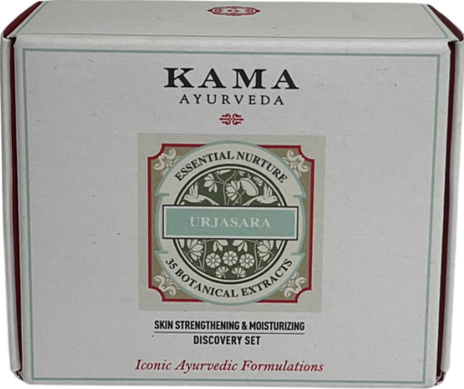 KAMA
AYURVEDA
ESSENTIAL NURTURE
URJASARA
35 BOTANICAL EXTRACTS
SKIN STRENGTHENING & MOISTURIZING
DISCOVERY SET
Iconic Ayurvedic Formulations